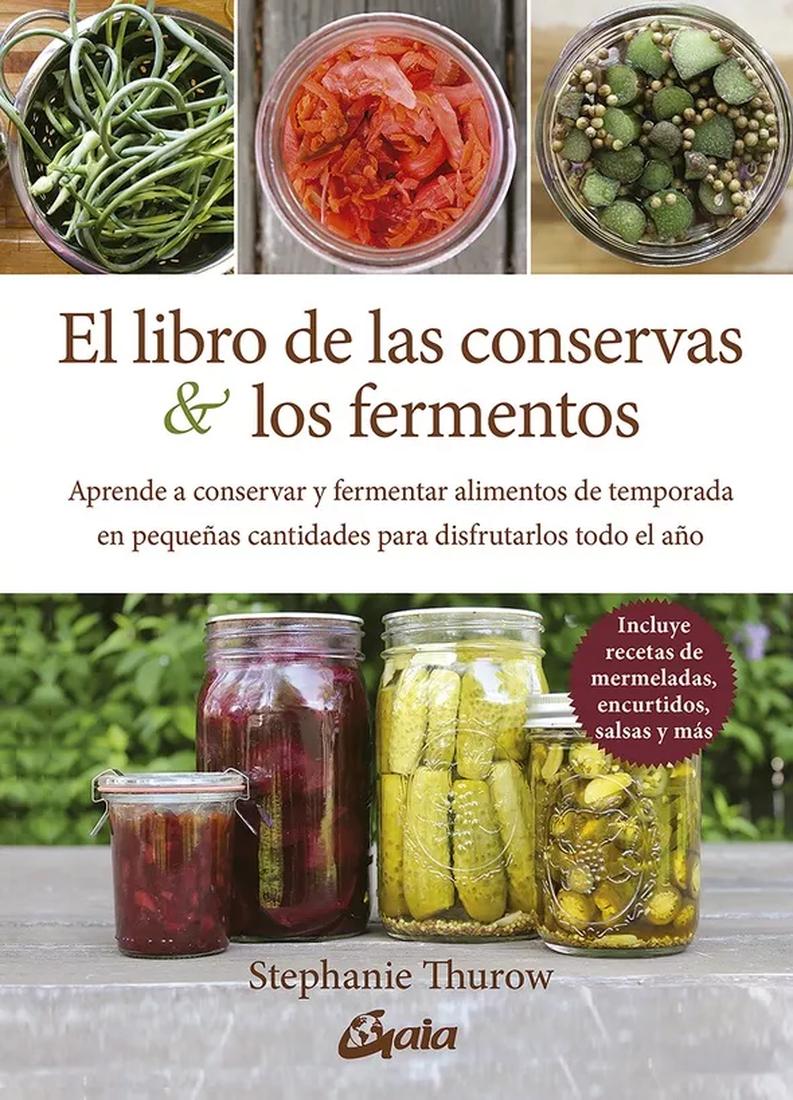 El libro de las conservas
& los fermentos
Aprende a conservar y fermentar alimentos de temporada
en pequeñas cantidades para disfrutarlos todo el año
Incluye
recetas de
mermeladas,
encurtidos,
salsas y más
Stephanie Thurow
Gaia